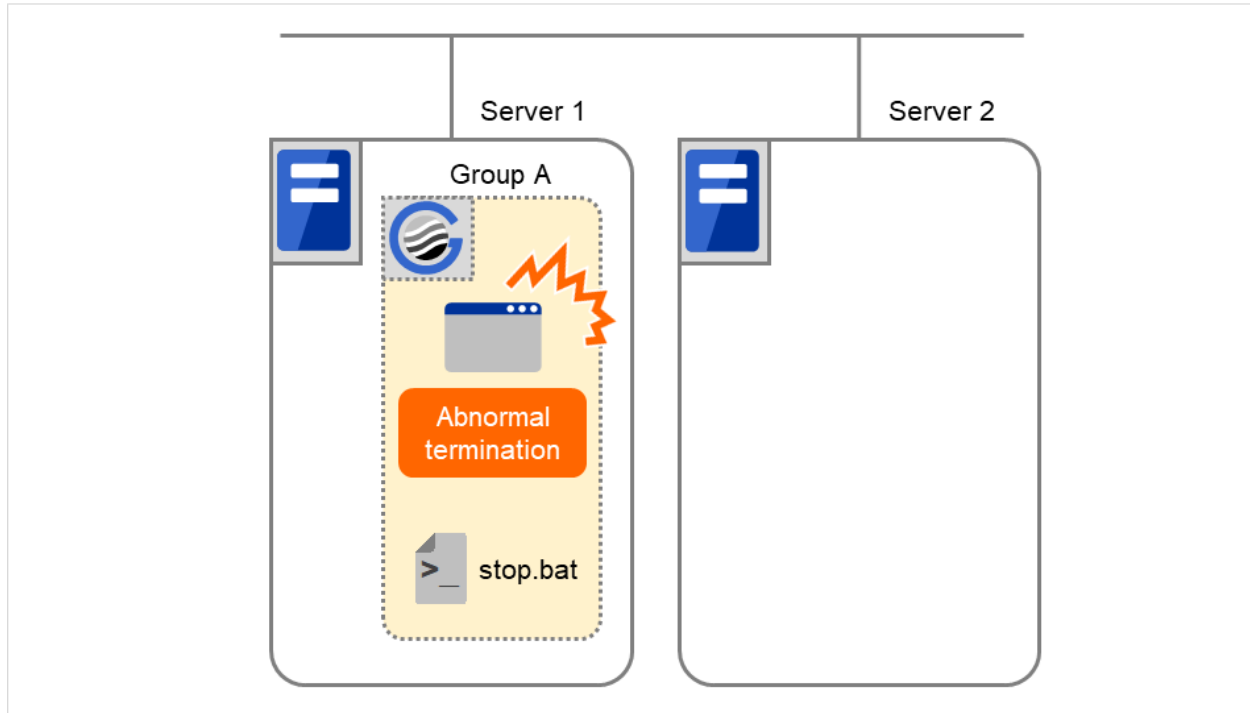 Server 1
Server 2
Group A
Abnormal
termination
>_
stop.bat